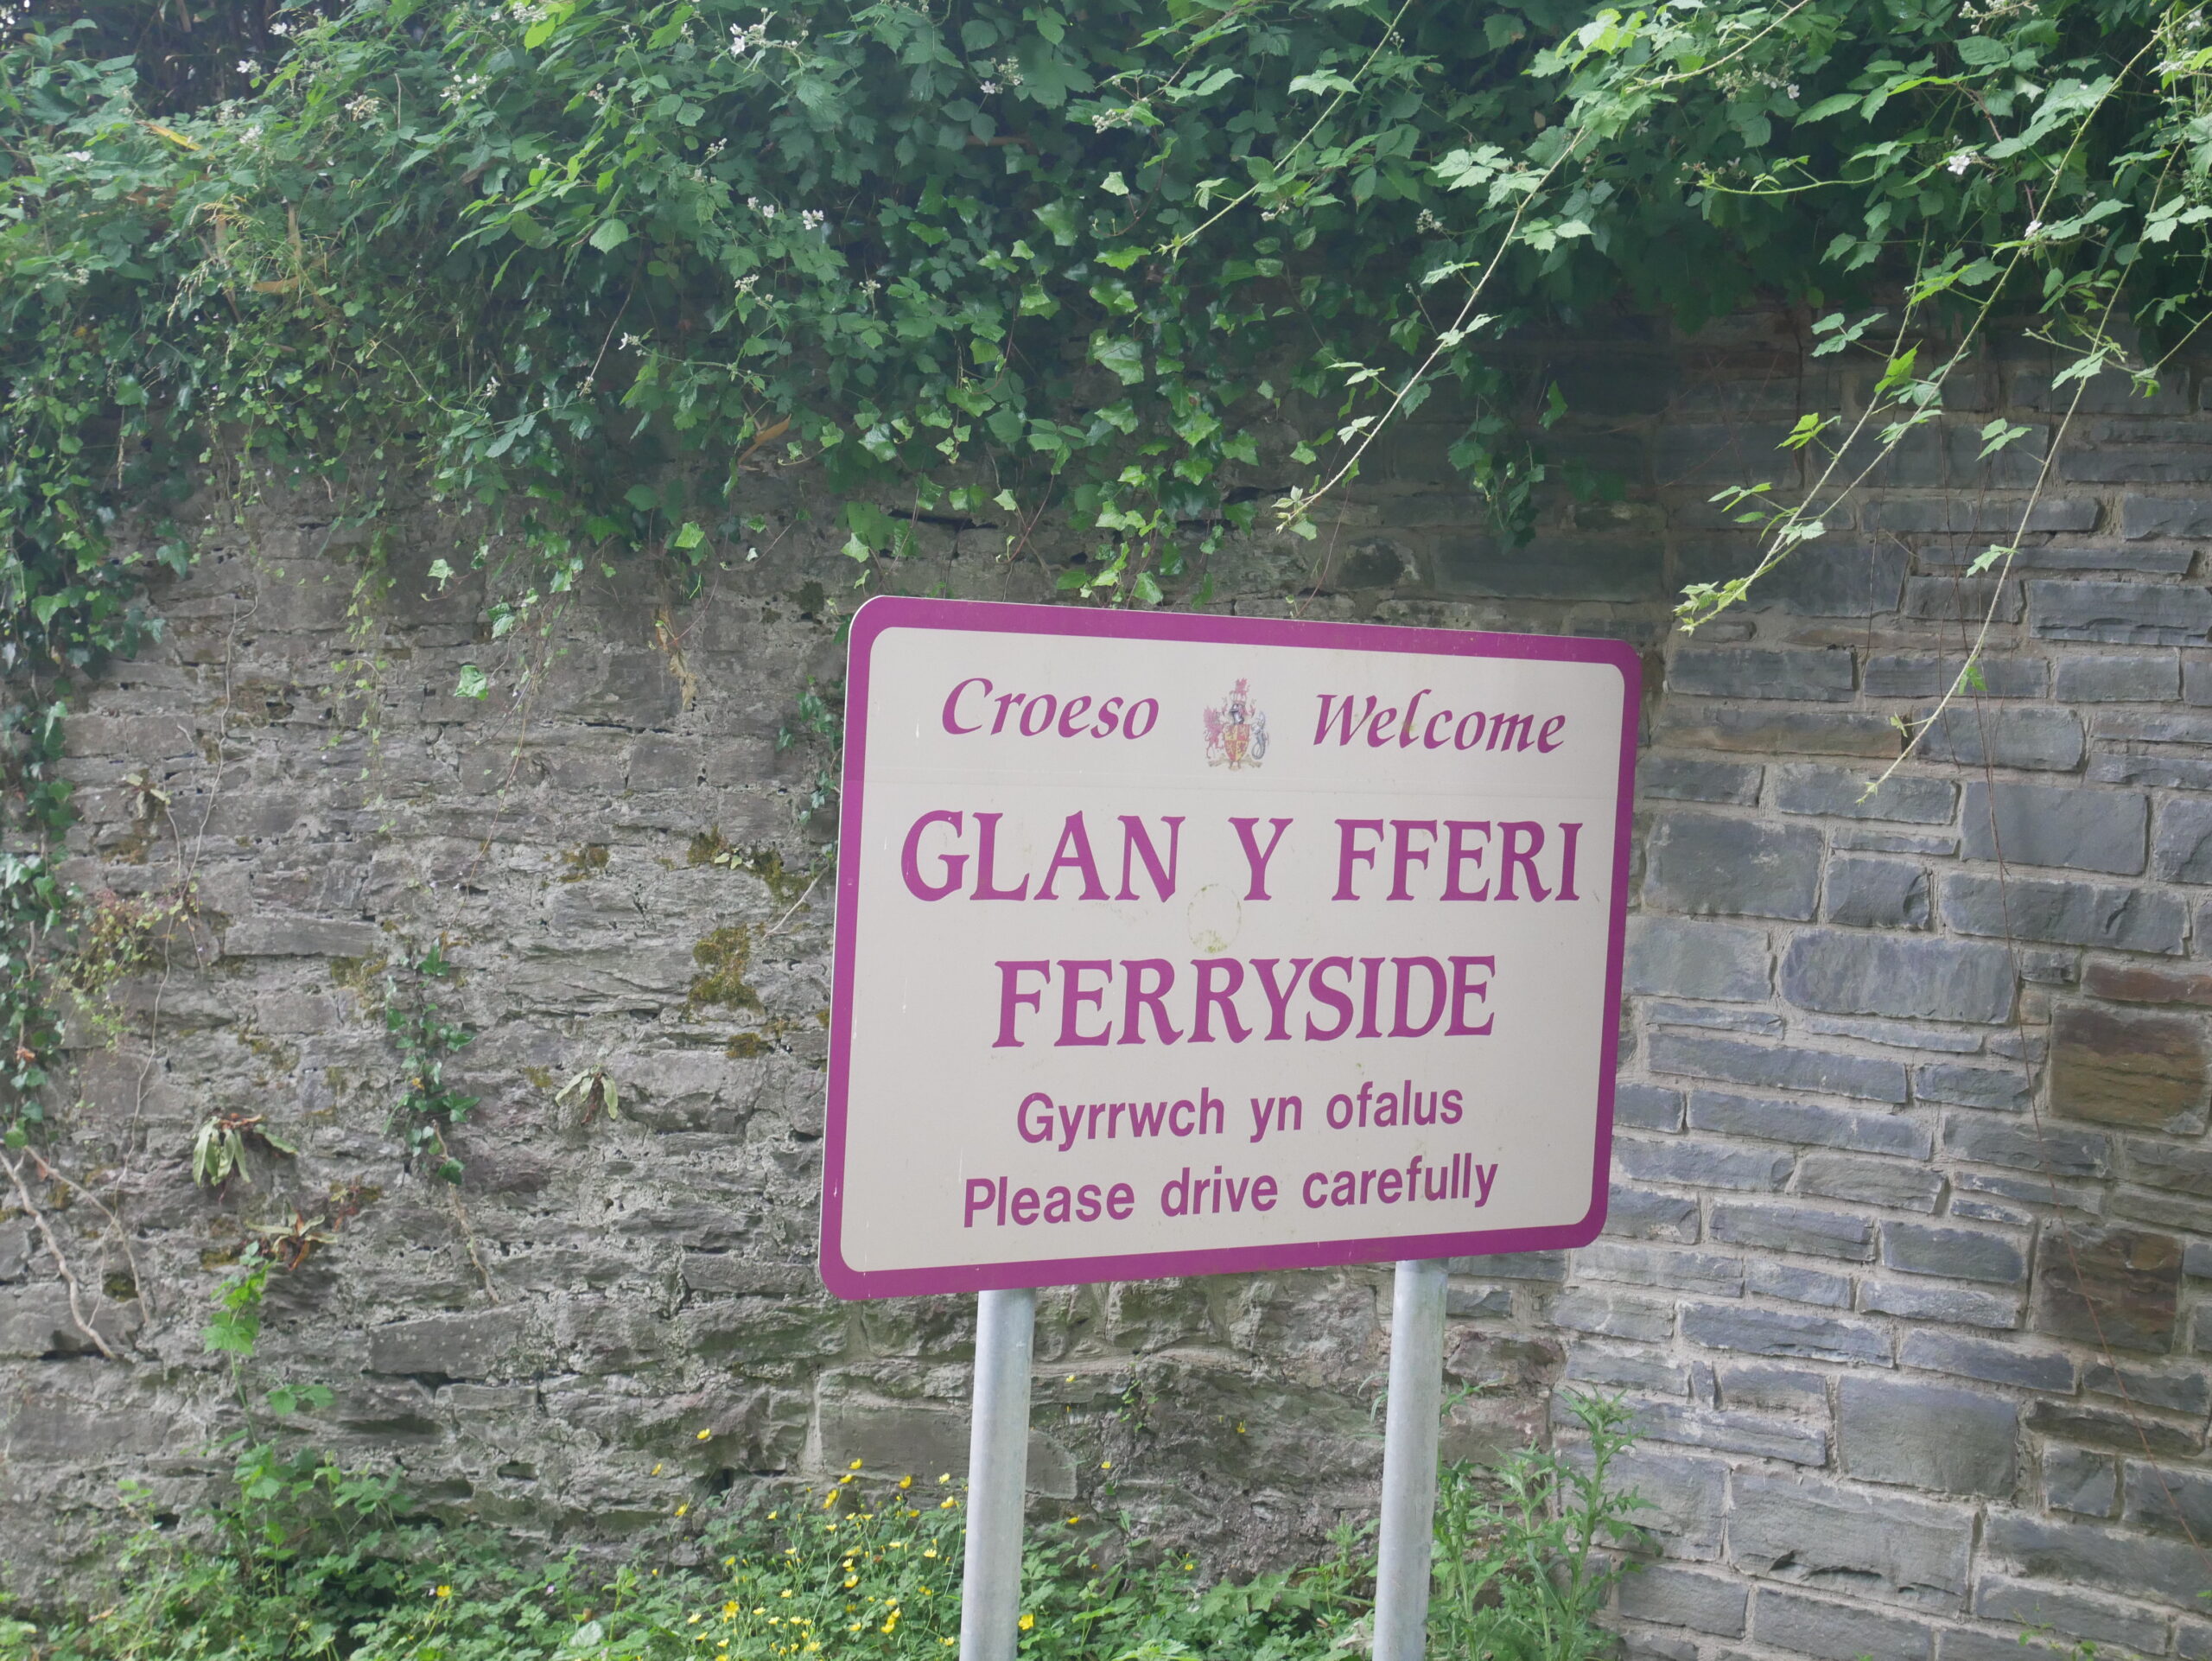 Croeso Welcome
GLAN Y FFERI
FERRYSIDE
Gyrrwch yn ofalus
Please drive carefully